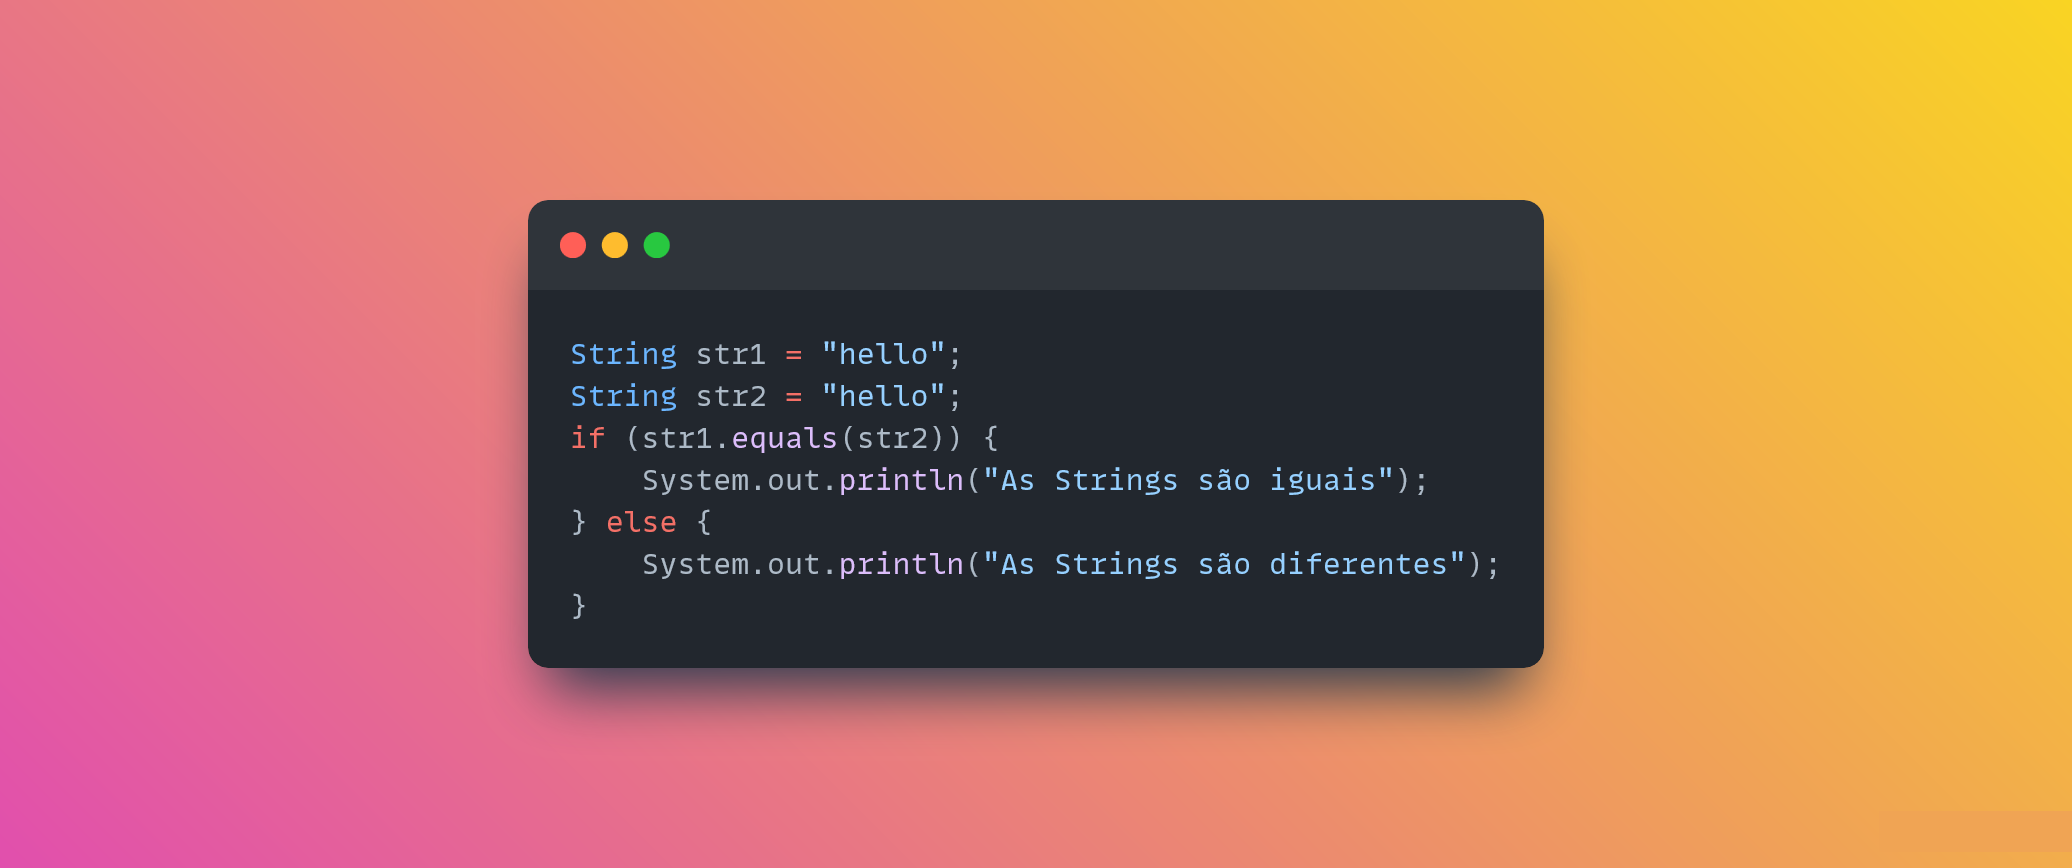 String str1 = "hello";
String str2 = "hello";
if (str1.equals(str2)) {
    System.out.println("As Strings são iguais");
} else {
    System.out.println("As Strings são diferentes");
}